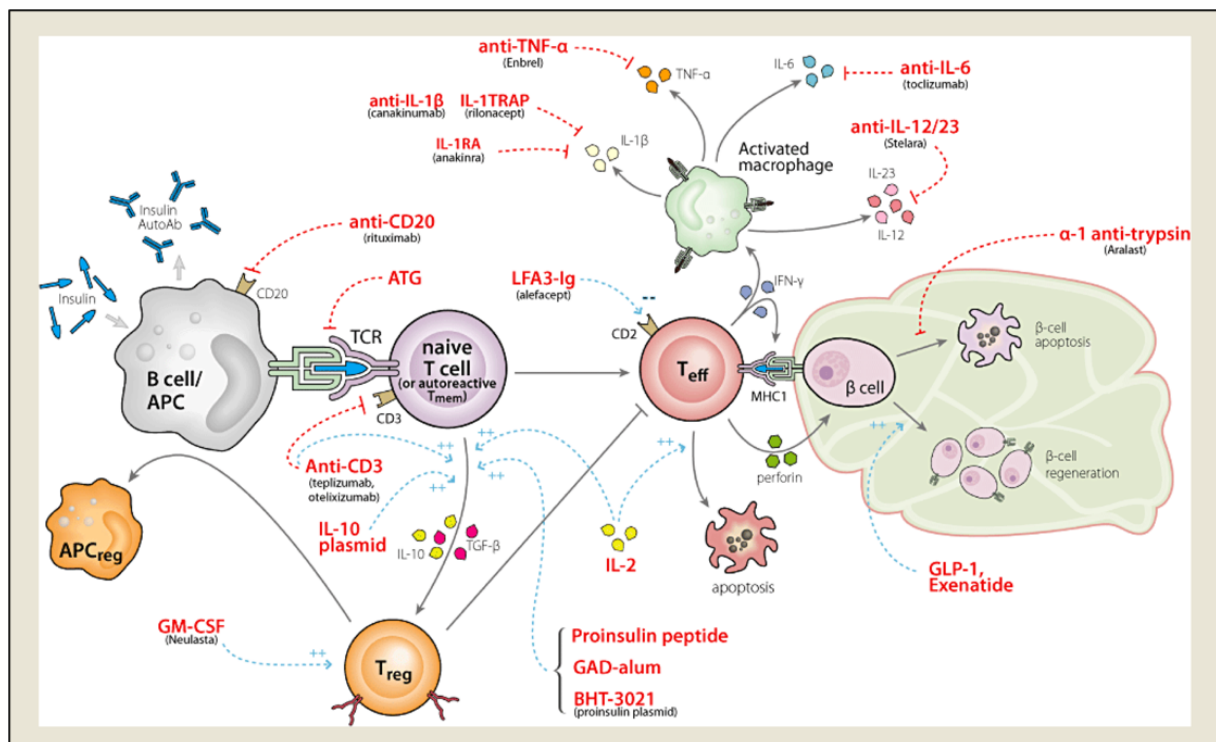 anti-TNF-α
(Enbrel)
TNF-α
IL-6
anti-IL-6
(toclizumab)
anti-IL-1β
(canakinumab)
IL-1TRAP
(rilonacept)
IL-1RA
(anakinra)
IL-1β
Activated
macrophage
anti-IL-12/23
(Stelara)
IL-23
IL-12
Insulin
AutoAb
anti-CD20
(rituximab)
CD20
Insulin
ATG
LFA3-Ig
(alefacept)
--
CD2
IFN-γ
α-1 anti-trypsin
(Aralast)
B cell/
APC
TCR
naive
T cell
(or autoreactive
Tmem)
CD3
Teff
MHC1
β cell
β-cell
apoptosis
++
++
++
++
++
++
++
Anti-CD3
(teplizumab,
otelixizumab)
IL-10
plasmid
IL-10
TGF-β
IL-2
perforin
β-cell
regeneration
apoptosis
GLP-1,
Exenatide
APCreg
GM-CSF
(Neulasta)
++
Treg
Proinsulin peptide
GAD-alum
BHT-3021
(proinsulin plasmid)